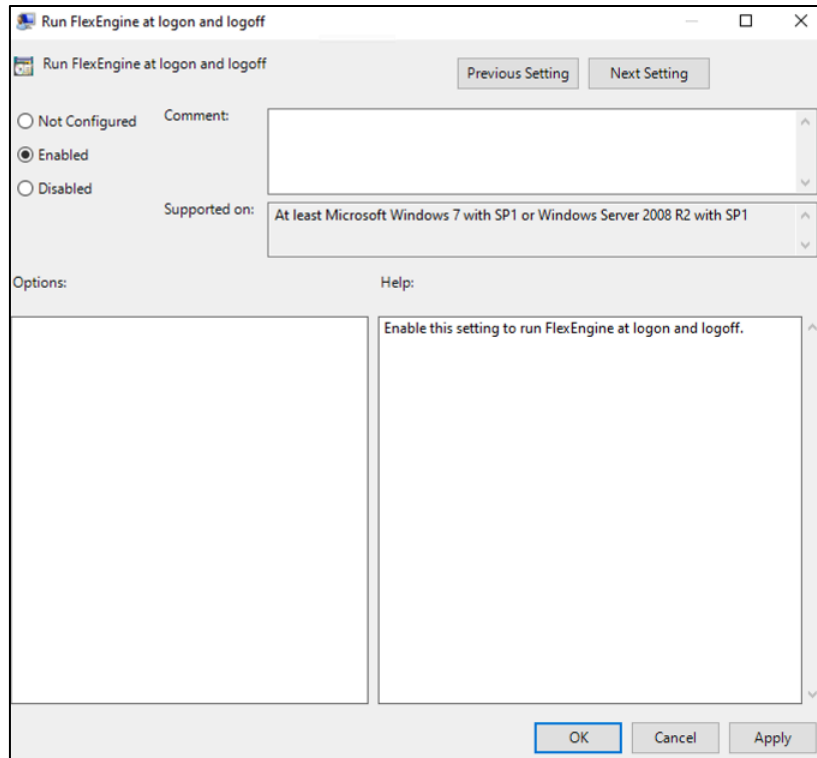 Run FlexEngine at logon and logoff
Run FlexEngine at logon and logoff
Previous Setting
Next Setting
Not Configured
Comment:
Enabled
Disabled
Supported on:
At least Microsoft Windows 7 with SP1 or Windows Server 2008 R2 with SP1
Options:
Help:
Enable this setting to run FlexEngine at logon and logoff.
OK
Cancel
Apply